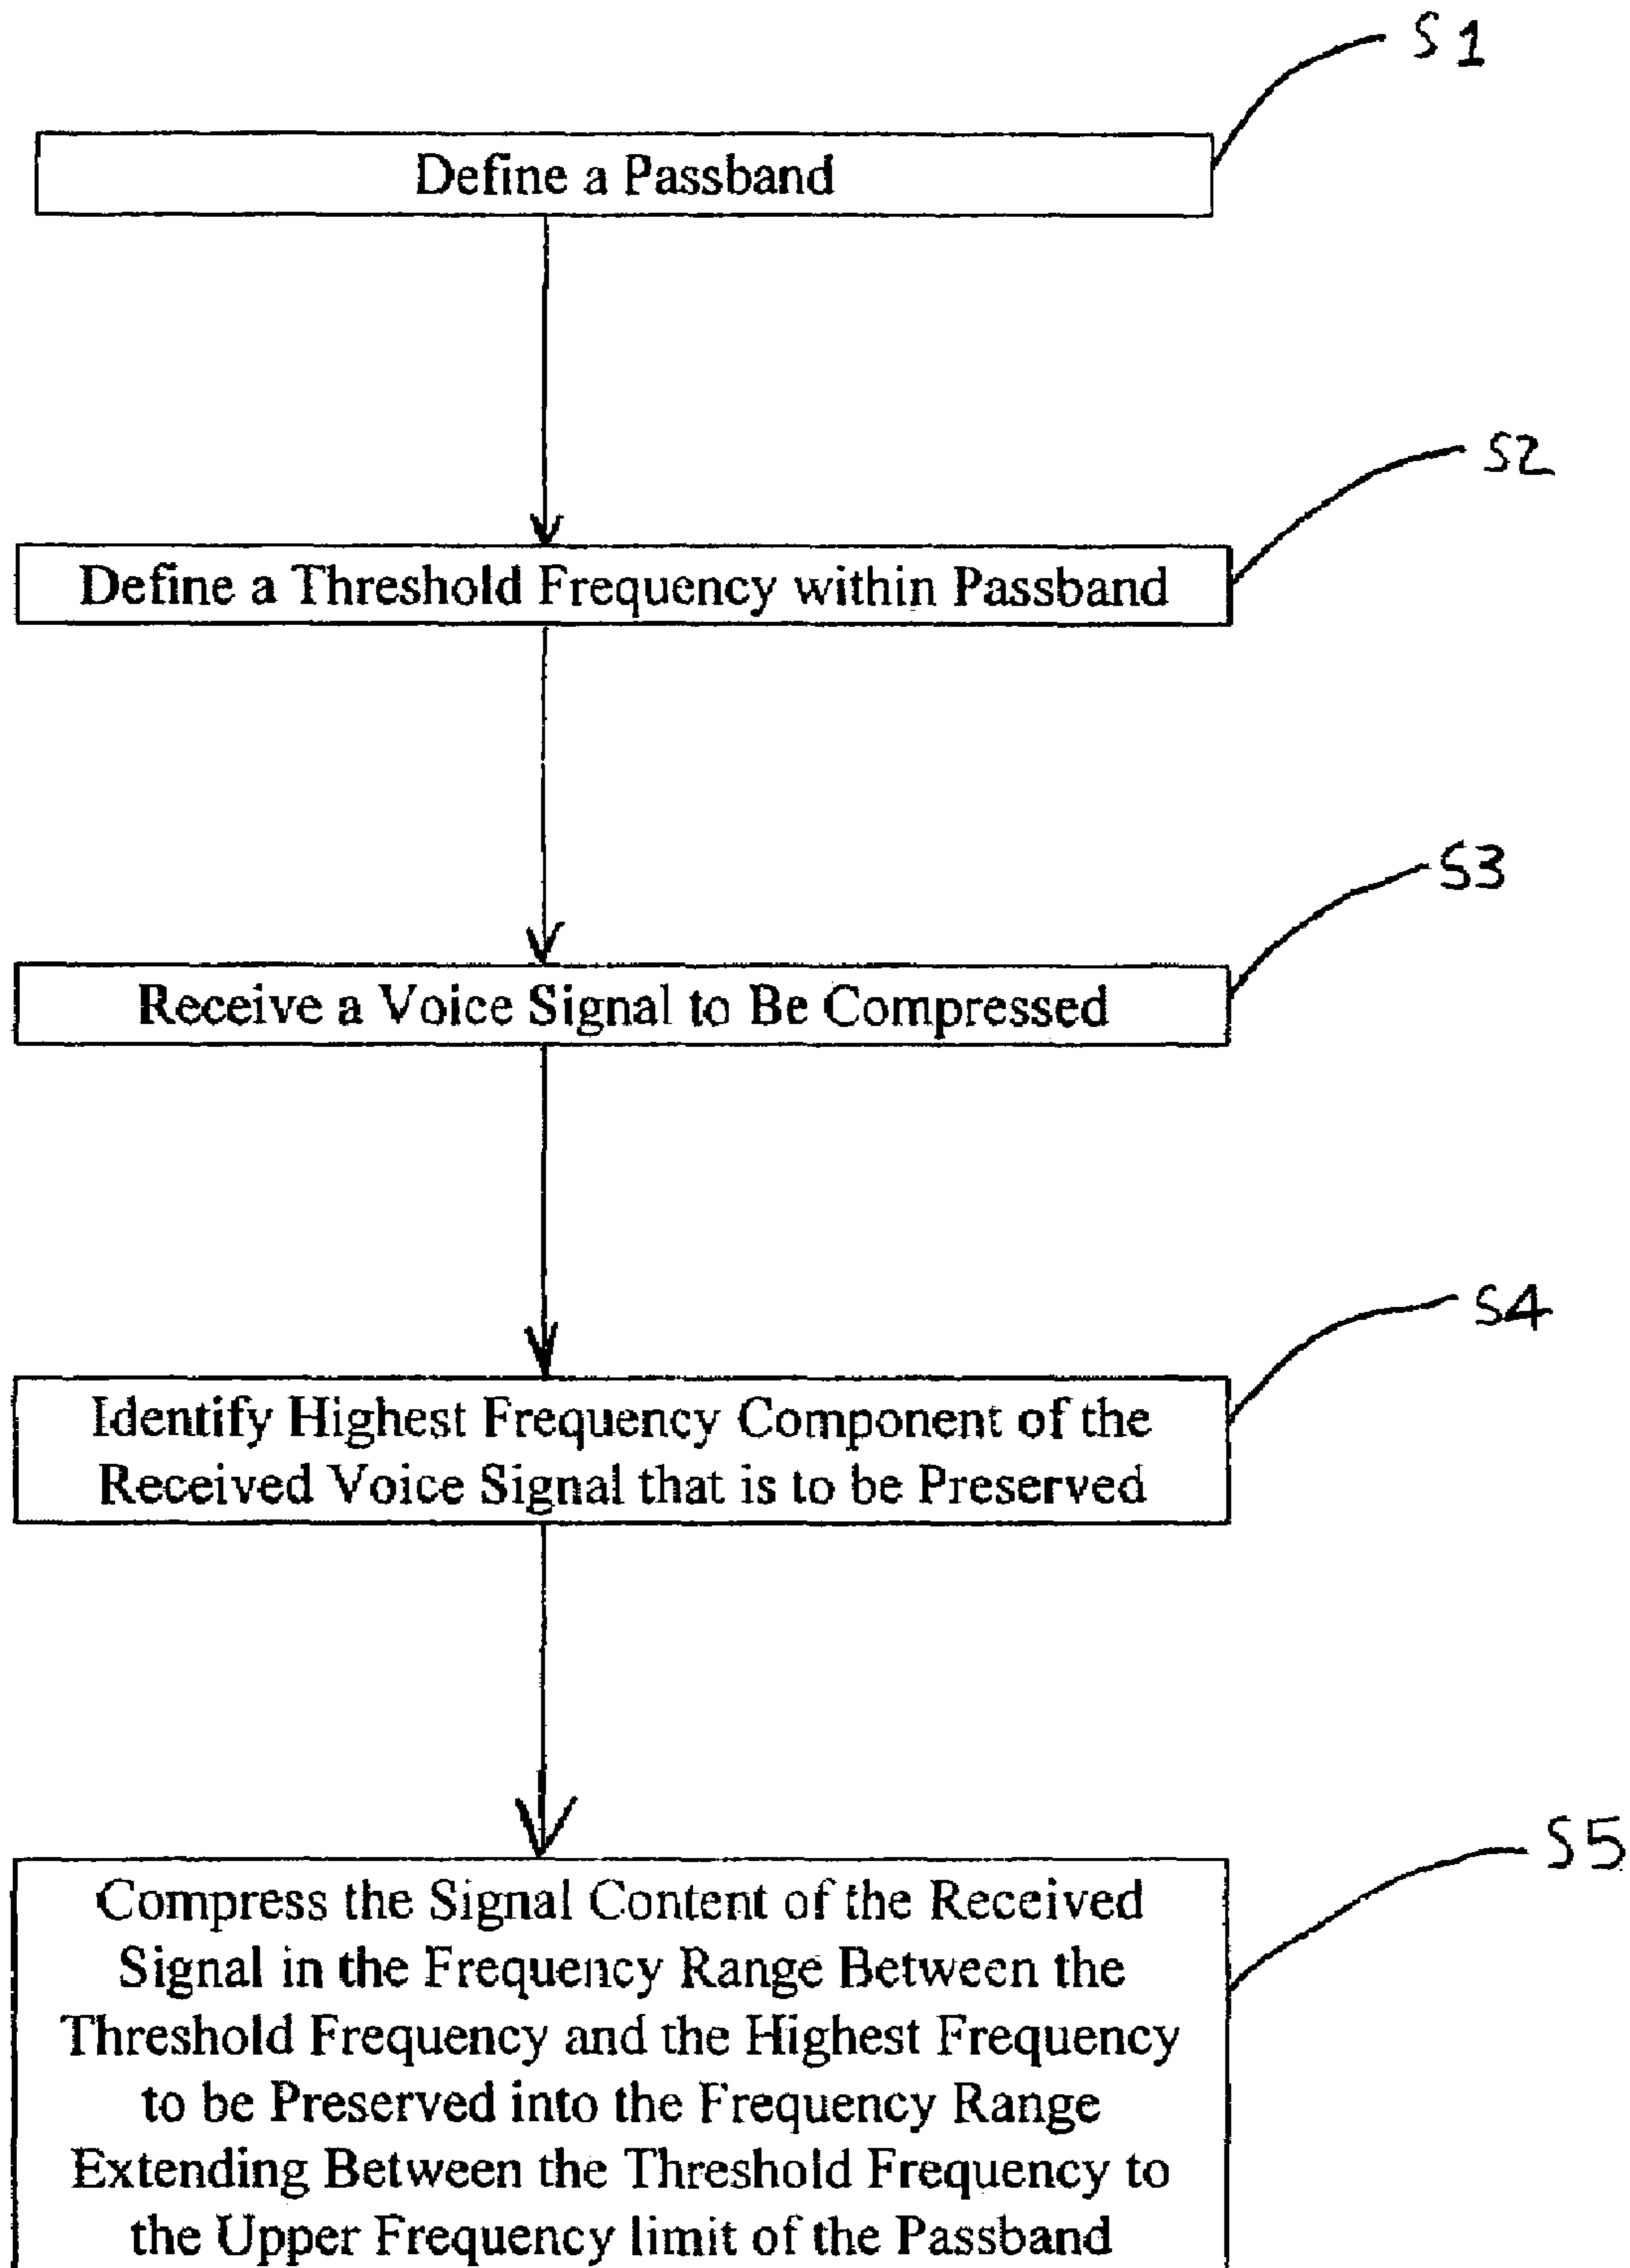 S1
Define a Passband
S2
Define a Threshold Frequency within Passband
S3
Receive a Voice Signal to Be Compressed
S4
Identify Highest Frequency Component of the
Received Voice Signal that is to be Preserved
S5
Compress the Signal Content of the Received
Signal in the Frequency Range Between the
Threshold Frequency and the Highest Frequency
to be Preserved into the Frequency Range
Extending Between the Threshold Frequency to
the Upper Frequency limit of the Passband